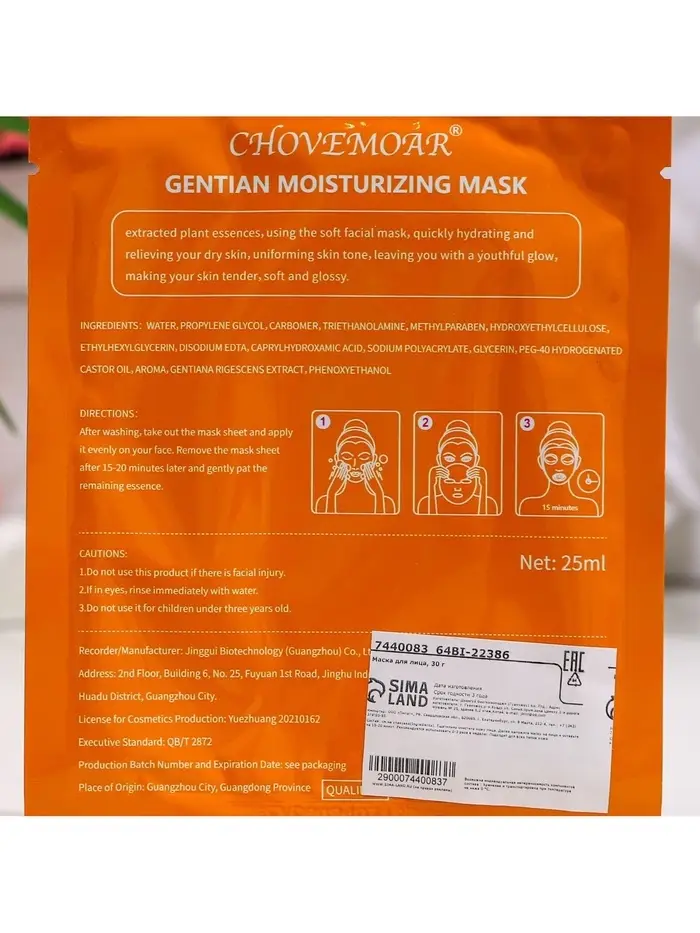 CHOVEMOAR®
GENTIAN MOISTURIZING MASK
extracted plant essences, using the soft facial mask, quickly hydrating and
relieving your dry skin, uniforming skin tone, leaving you with a youthful glow,
making your skin tender, soft and glossy.
INGREDIENTS: WATER, PROPYLENE GLYCOL, CARBOMER, TRIETHANOLAMINE, METHYLPARABEN, HYDROXYETHYLCELLULOSE,
ETHYLHEXYLGLYCERIN, DISODIUM EDTA, CAPRYLHYDROXAMIC ACID, SODIUM POLYACRYLATE, GLYCERIN, PEG-40 HYDROGENATED
CASTOR OIL, AROMA, GENTIANA RIGESCENS EXTRACT, PHENOXYETHANOL
DIRECTIONS:
After washing, take out the mask sheet and apply
it evenly on your face. Remove the mask sheet
after 15-20 minutes later and gently pat the
remaining essence.
1
2
3
15 minutes
CAUTIONS:
1.Do not use this product if there is facial injury.
2.If in eyes, rinse immediately with water.
3.Do not use it for children under three years old.
Net: 25ml
Recorder/Manufacturer: Jinggui Biotechnology (Guangzhou) Co., L
Address: 2nd Floor, Building 6, No. 25, Fuyuan 1st Road, Jinghu Ind
Huadu District, Guangzhou City.
License for Cosmetics Production: Yuezhuang 20210162
Executive Standard: QB/T 2872
Production Batch Number and Expiration Date: see packaging
Place of Origin: Guangzhou City, Guangdong Province
QUALI
7440083 64BI-22386
Маска для лица, 30 г
EAC
SIMA
LAND
Дата изготовления
Срок годности 3 года
2900074400837